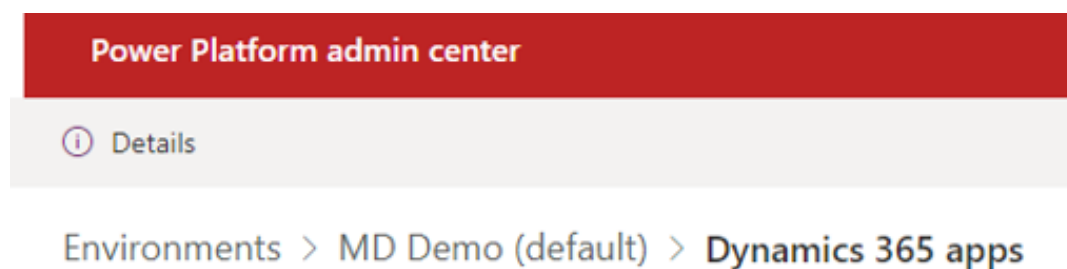 Power Platform admin center
Details
Environments > MD Demo (default) > Dynamics 365 apps